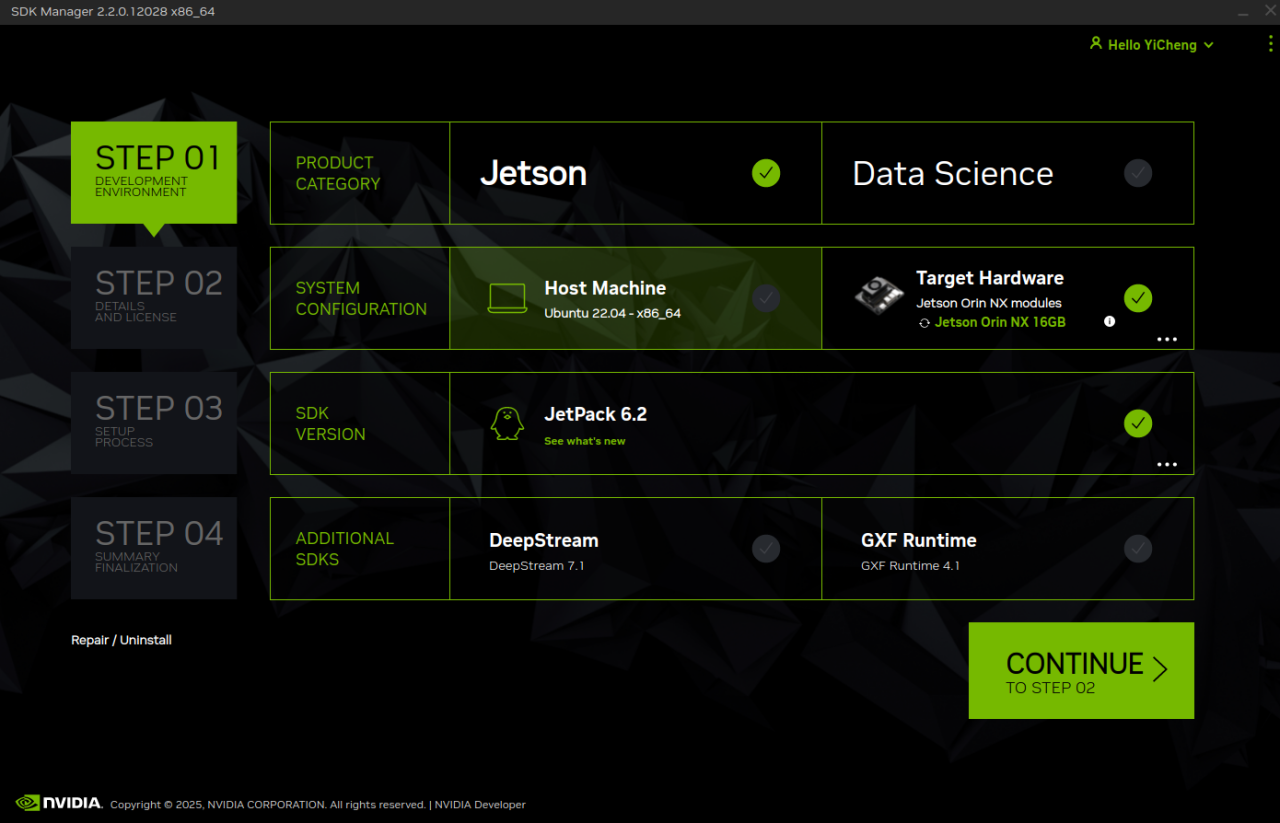 SDK Manager 2.2.0.12028 x86_64
Hello YiCheng
STEP 01
DEVELOPMENT
ENVIRONMENT
PRODUCT
CATEGORY
Jetson
Data Science
STEP 02
DETAILS
AND LICENSE
SYSTEM
CONFIGURATION
Host Machine
Ubuntu 22.04 - x86_64
Target Hardware
Jetson Orin NX modules
Jetson Orin NX 16GB
STEP 03
SETUP
PROCESS
SDK
VERSION
JetPack 6.2
See what's new
STEP 04
SUMMARY
FINALIZATION
ADDITIONAL
SDKS
DeepStream
DeepStream 7.1
GXF Runtime
GXF Runtime 4.1
Repair / Uninstall
CONTINUE
TO STEP 02
NVIDIA. Copyright © 2025, NVIDIA CORPORATION. All rights reserved. | NVIDIA Developer